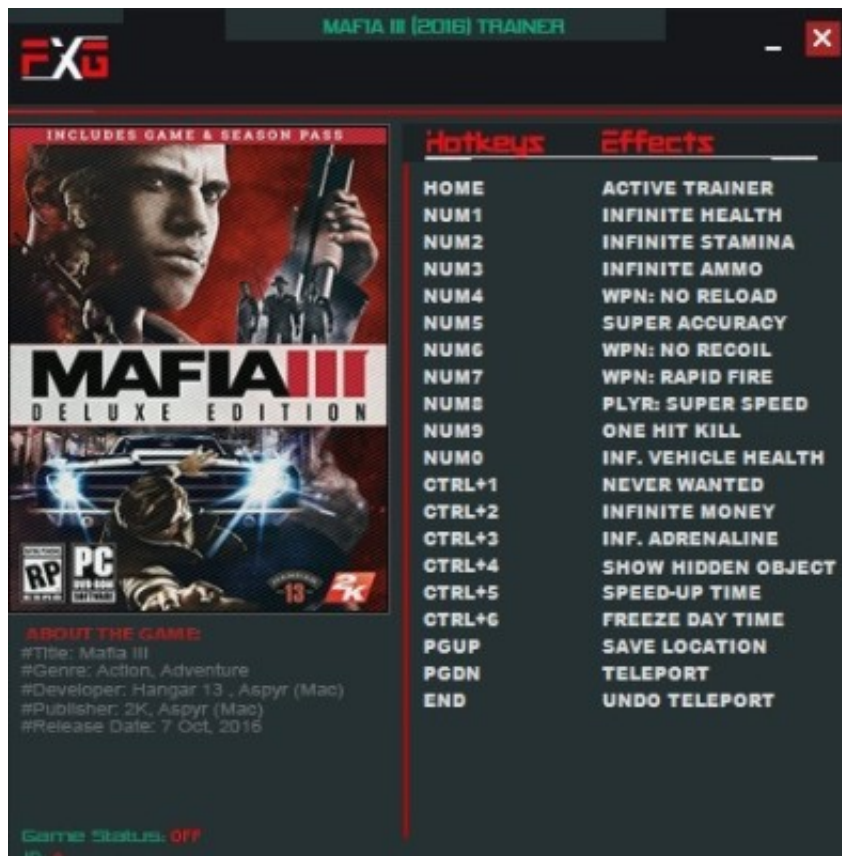 MAFIA III (2016) TRAINER
FXG
INCLUDES GAME & SEASON PASS
MAFIA III
DELUXE EDITION
RP
PC
DVD-ROM
SOFTWARE
HANGAR
13
2K
ABOUT THE GAME:
#Title: Mafia III
#Genre: Action, Adventure
#Developer: Hangar 13 , Aspyr (Mac)
#Publisher: 2K, Aspyr (Mac)
#Release Date: 7 Oct, 2016
Game Status: OFF
Hotkeys Effects
HOME ACTIVE TRAINER
NUM1 INFINITE HEALTH
NUM2 INFINITE STAMINA
NUM3 INFINITE AMMO
NUM4 WPN: NO RELOAD
NUM5 SUPER ACCURACY
NUM6 WPN: NO RECOIL
NUM7 WPN: RAPID FIRE
NUM8 PLYR: SUPER SPEED
NUM9 ONE HIT KILL
NUM0 INF. VEHICLE HEALTH
CTRL+1 NEVER WANTED
CTRL+2 INFINITE MONEY
CTRL+3 INF. ADRENALINE
CTRL+4 SHOW HIDDEN OBJECT
CTRL+5 SPEED-UP TIME
CTRL+6 FREEZE DAY TIME
PGUP SAVE LOCATION
PGDN TELEPORT
END UNDO TELEPORT